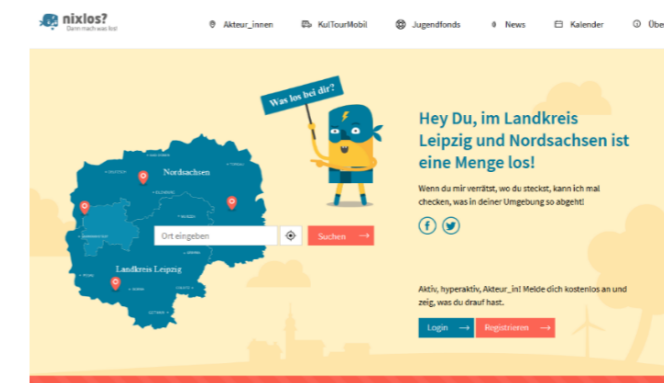 nixlos?
Dann mach was los!
Akteur_innen
KulTourMobil
Jugendfonds
News
Kalender
Übe
Was los bei dir?
Nordsachsen
Ort eingeben
Suchen →
Landkreis Leipzig
Hey Du, im Landkreis
Leipzig und Nordsachsen ist
eine Menge los!
Wenn du mir verrätst, wo du steckst, kann ich mal
checken, was in deiner Umgebung so abgeht!
Aktiv, hyperaktiv, Akteur_in! Melde dich kostenlos an und
zeig, was du drauf hast.
Login →
Registrieren →